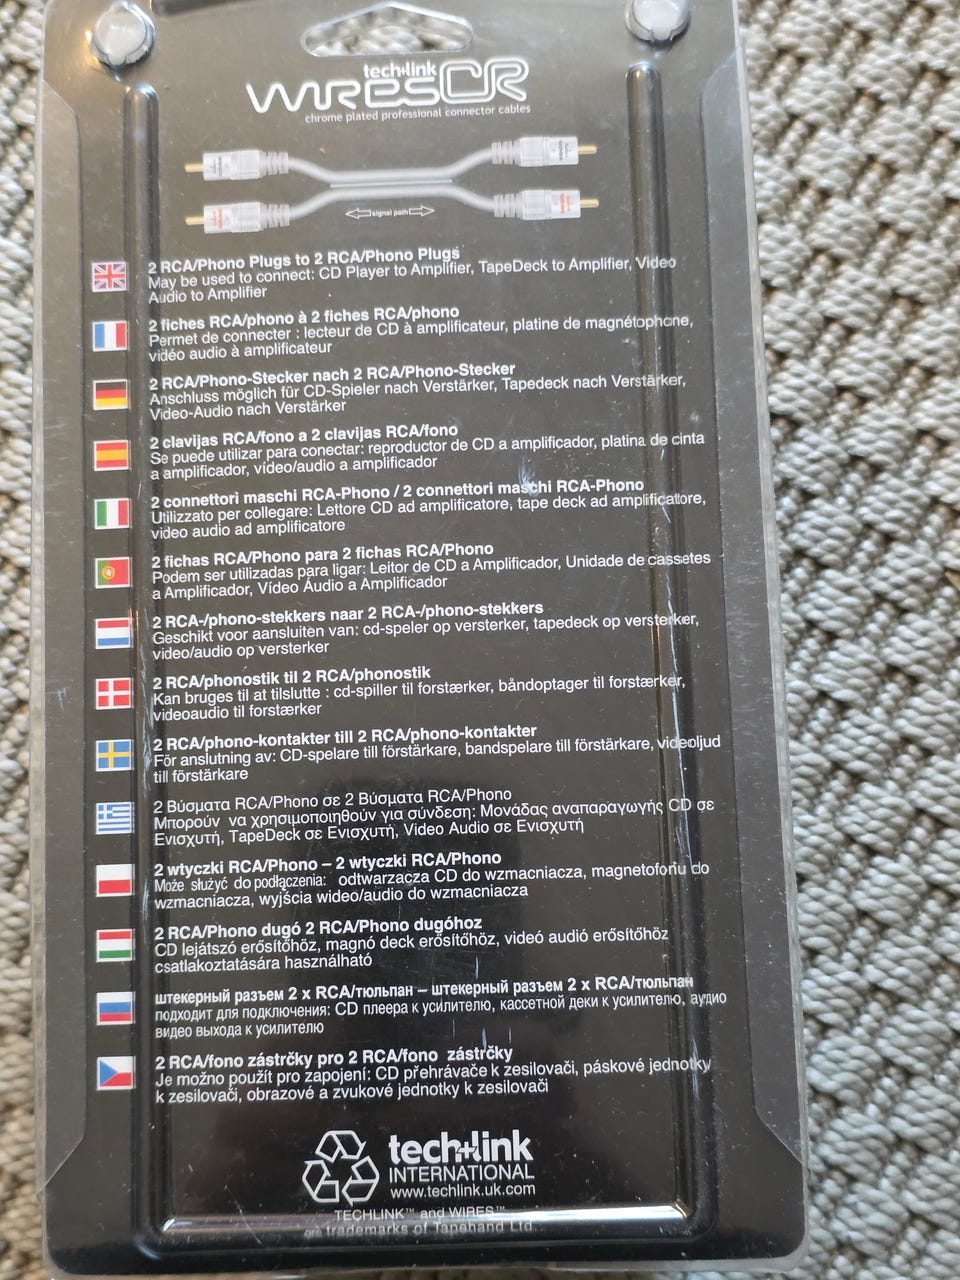 tech+link
WIRES CR
chrome plated professional connector cables
signal path
2 RCA/Phono Plugs to 2 RCA/Phono Plugs
May be used to connect: CD Player to Amplifier, TapeDeck to Amplifier, Video
Audio to Amplifier
2 fiches RCA/phono à 2 fiches RCA/phono
Permet de connecter : lecteur de CD à amplificateur, platine de magnétophone,
vidéo audio à amplificateur
2 RCA/Phono-Stecker nach 2 RCA/Phono-Stecker
Anschluss möglich für CD-Spieler nach Verstärker, Tapedeck nach Verstärker,
Video-Audio nach Verstärker
2 clavijas RCA/fono a 2 clavijas RCA/fono
Se puede utilizar para conectar: reproductor de CD a amplificador, platina de cinta
a amplificador, vídeo/audio a amplificador
2 connettori maschi RCA-Phono / 2 connettori maschi RCA-Phono
Utilizzato per collegare: Lettore CD ad amplificatore, tape deck ad amplificatore,
video audio ad amplificatore
2 fichas RCA/Phono para 2 fichas RCA/Phono
Podem ser utilizadas para ligar: Leitor de CD a Amplificador, Unidade de cassetes
a Amplificador, Vídeo Áudio a Amplificador
2 RCA-/phono-stekkers naar 2 RCA-/phono-stekkers
Geschikt voor aansluiten van: cd-speler op versterker, tapedeck op versterker,
video/audio op versterker
2 RCA/phonostik til 2 RCA/phonostik
Kan bruges til at tilslutte : cd-spiller til forstærker, båndoptager til forstærker,
videoaudio til forstærker
2 RCA/phono-kontakter till 2 RCA/phono-kontakter
För anslutning av: CD-spelare till förstärkare, bandspelare till förstärkare, videoljud
till förstärkare
2 Βύσματα RCA/Phono σε 2 Βύσματα RCA/Phono
Μπορούν να χρησιμοποιηθούν για σύνδεση: Μονάδας αναπαραγωγής CD σε
Ενισχυτή, TapeDeck σε Ενισχυτή, Video Audio σε Ενισχυτή
2 wtyczki RCA/Phono – 2 wtyczki RCA/Phono
Może służyć do podłączenia: odtwarzacza CD do wzmacniacza, magnetofonu do
wzmacniacza, wyjścia wideo/audio do wzmacniacza
2 RCA/Phono dugó 2 RCA/Phono dugóhoz
CD lejátszó erősítőhöz, magnó deck erősítőhöz, videó audió erősítőhöz
csatlakoztatására használható
штекерный разъем 2 x RCA/тюльпан – штекерный разъем 2 x RCA/тюльпан
подходит для подключения: CD плеера к усилителю, кассетной деки к усилителю, аудио
видео выхода к усилителю
2 RCA/fono zástrčky pro 2 RCA/fono zástrčky
Je možno použít pro zapojení: CD přehrávače k zesilovači, páskové jednotky
k zesilovači, obrazové a zvukové jednotky k zesilovači
tech+link
INTERNATIONAL
www.techlink.uk.com
TECHLINK™ and WIRES™
are trademarks of Tapehand Ltd.